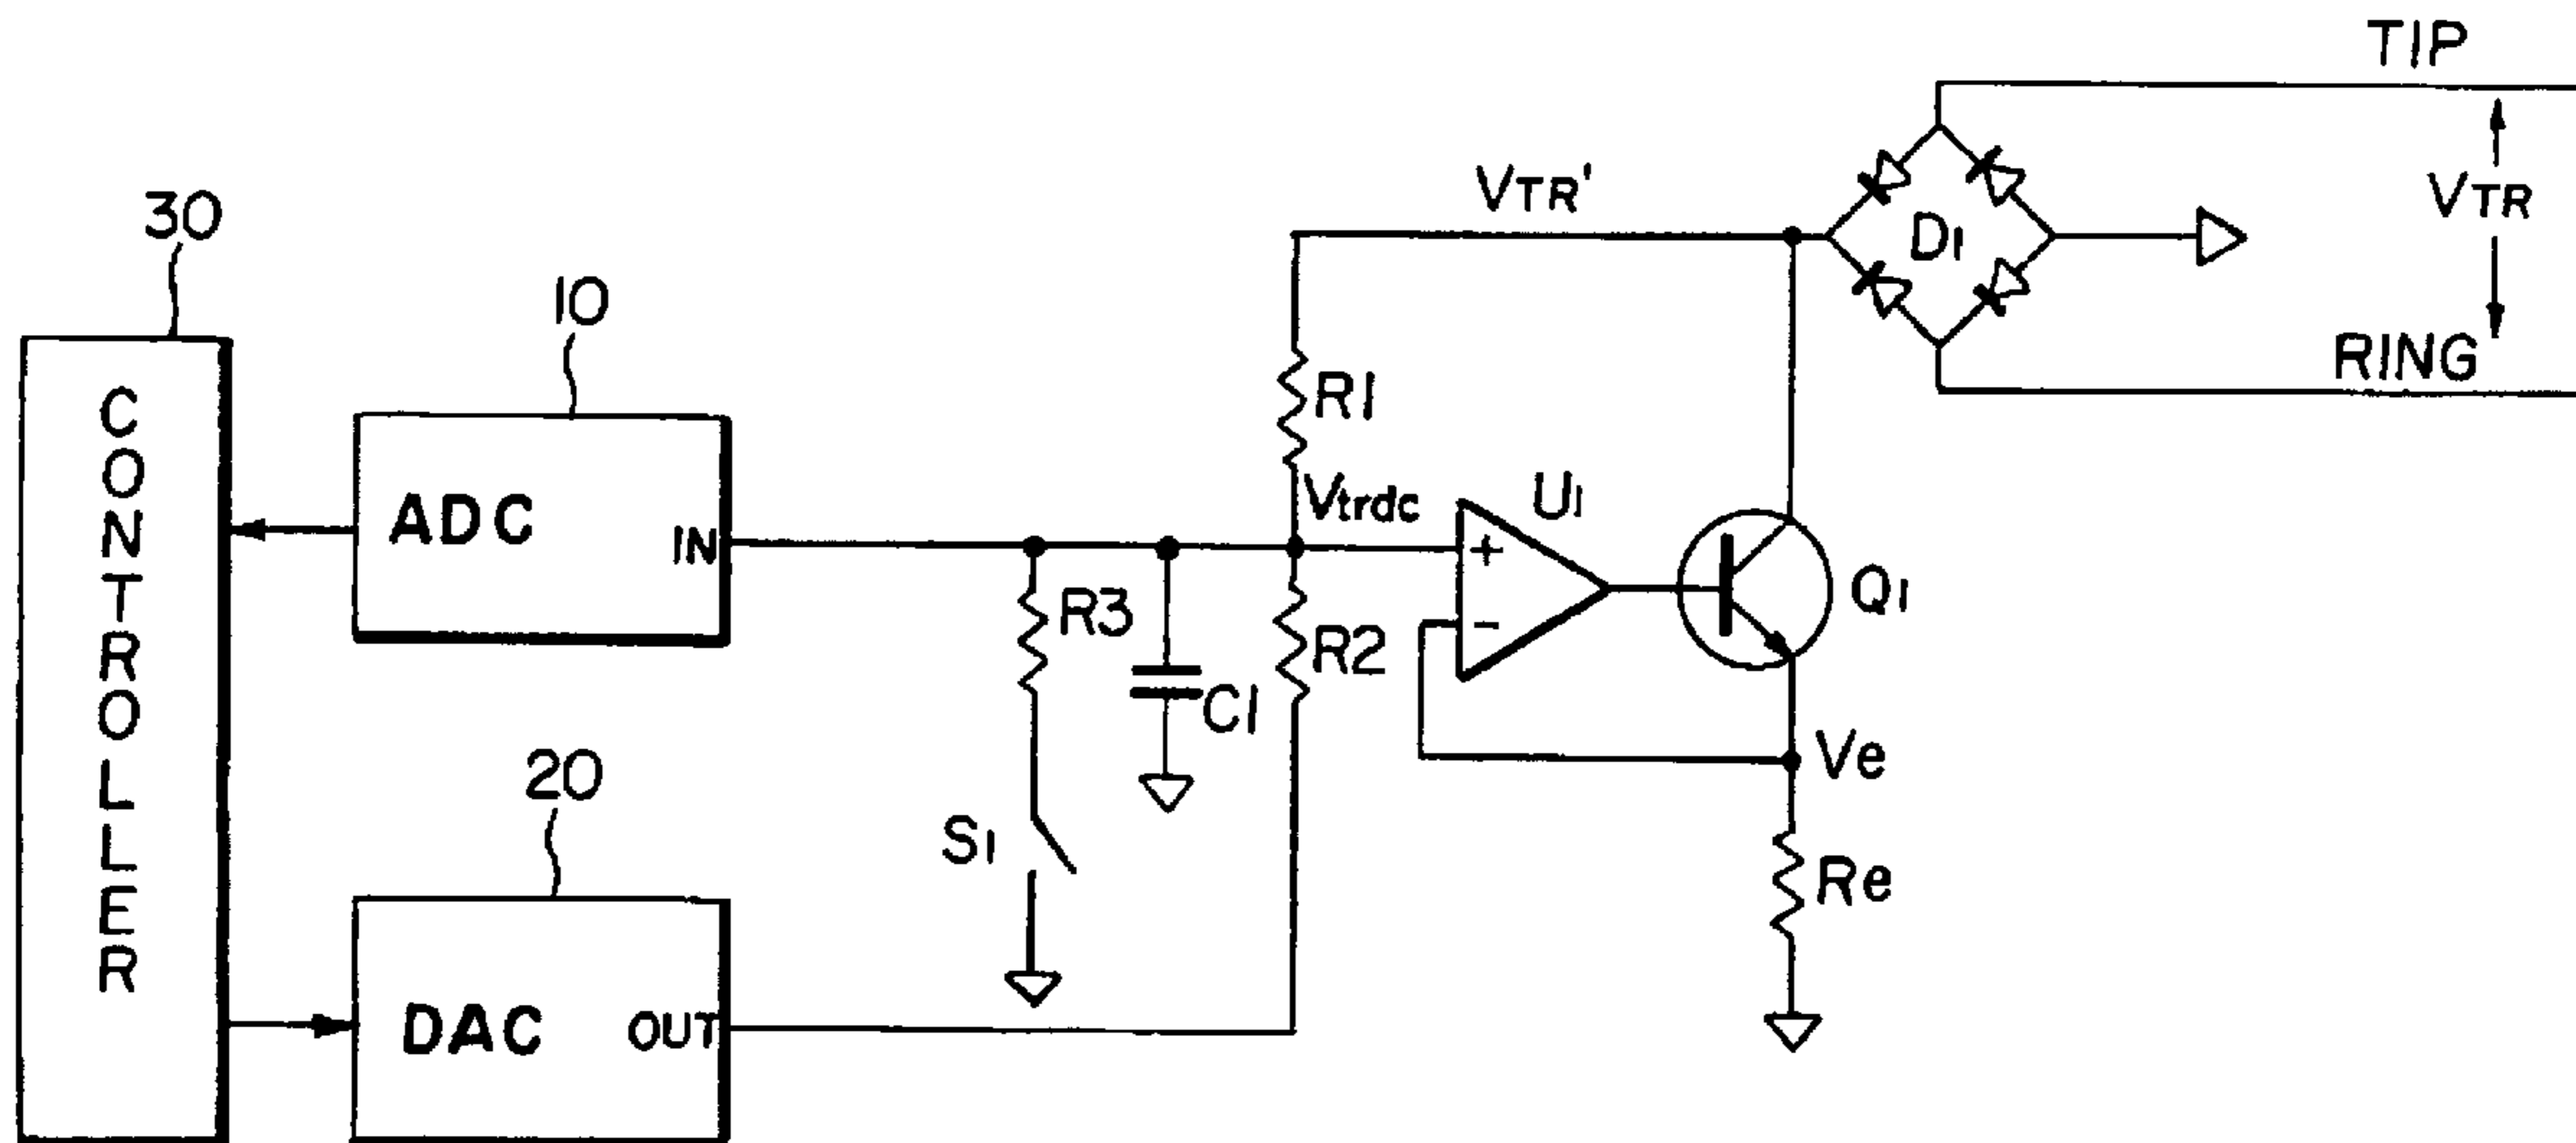 TIP
VTR'
VTR
D1
30
10
RING
R1
CONTROLLER
ADC
IN
Vtrdc
U1
+
-
Q1
R3
R2
C1
Ve
20
S1
Re
DAC
OUT